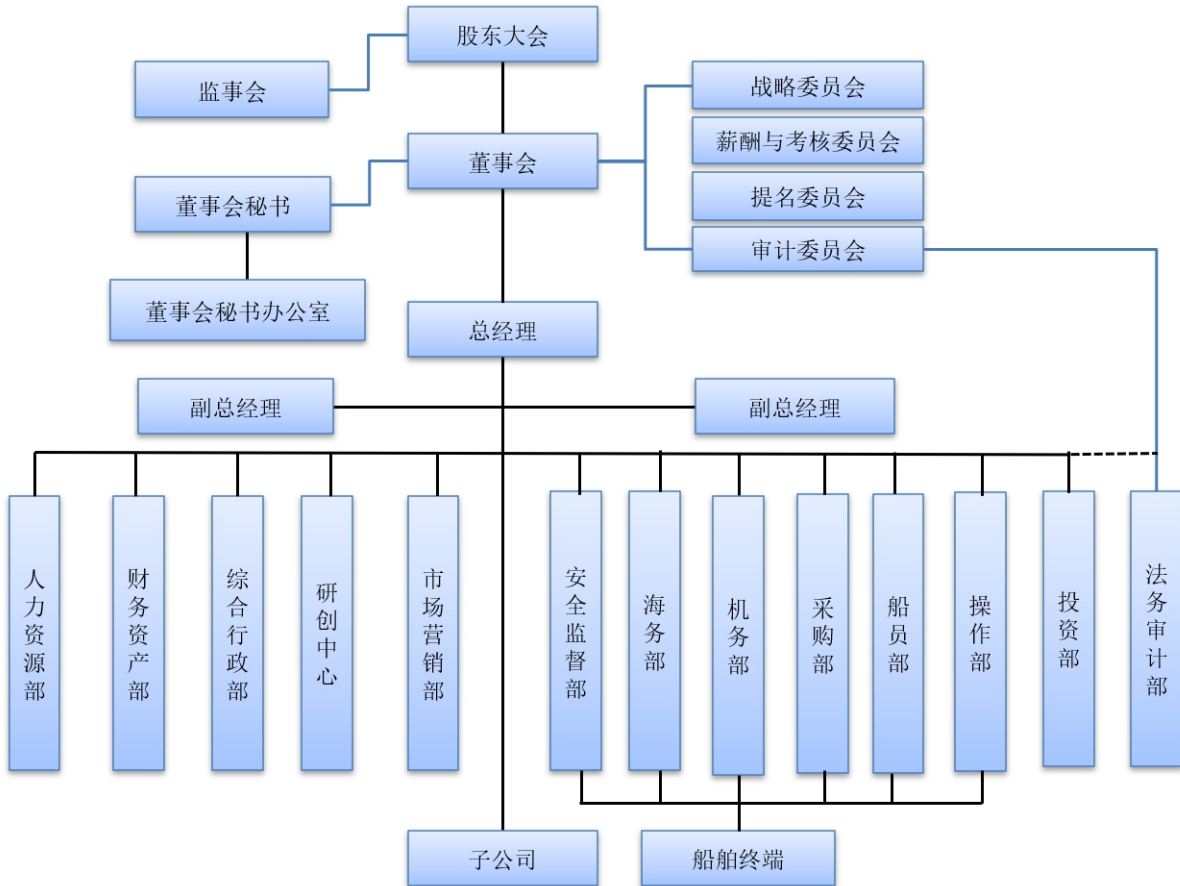 股东大会
监事会
战略委员会
薪酬与考核委员会
董事会
提名委员会
董事会秘书
审计委员会
董事会秘书办公室
总经理
副总经理
副总经理
人力资源部
财务资产部
综合行政部
研创中心
市场营销部
安全监督部
海务部
机务部
采购部
船员部
操作部
投资部
法务审计部
子公司
船舶终端